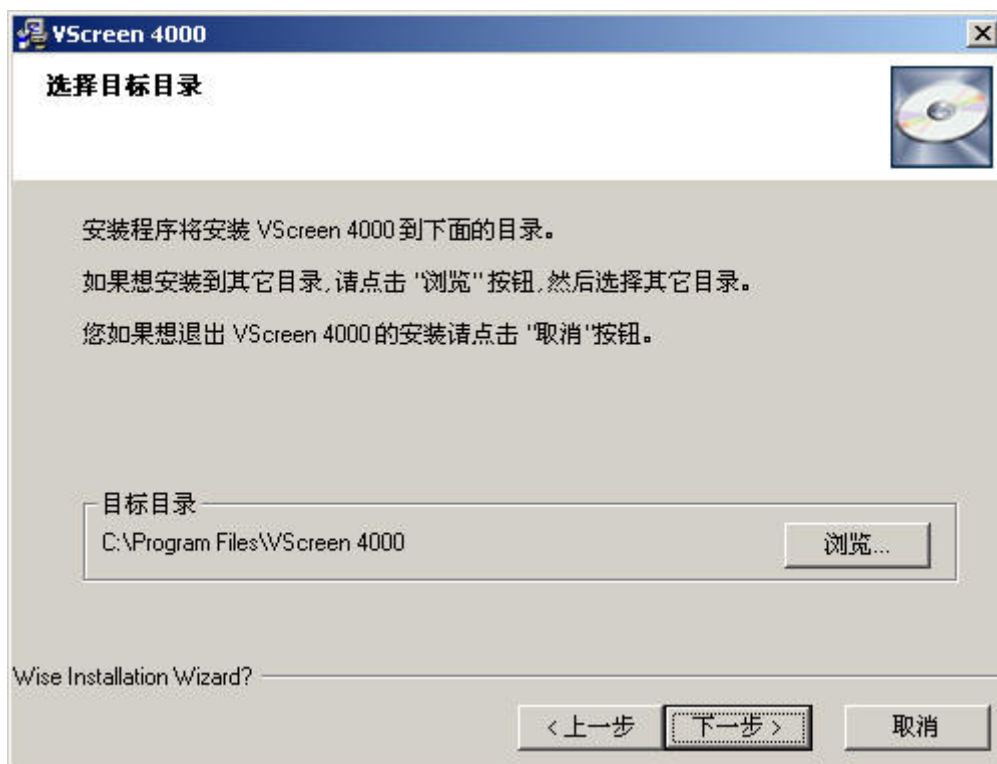 VScreen 4000
选择目标目录
安装程序将安装 VScreen 4000 到下面的目录。
如果想安装到其它目录,请点击 "浏览" 按钮,然后选择其它目录。
您如果想退出 VScreen 4000 的安装请点击 "取消"按钮。
目标目录
C:\Program Files\VScreen 4000
浏览...
Wise Installation Wizard?
< 上一步 下一步 > 取消